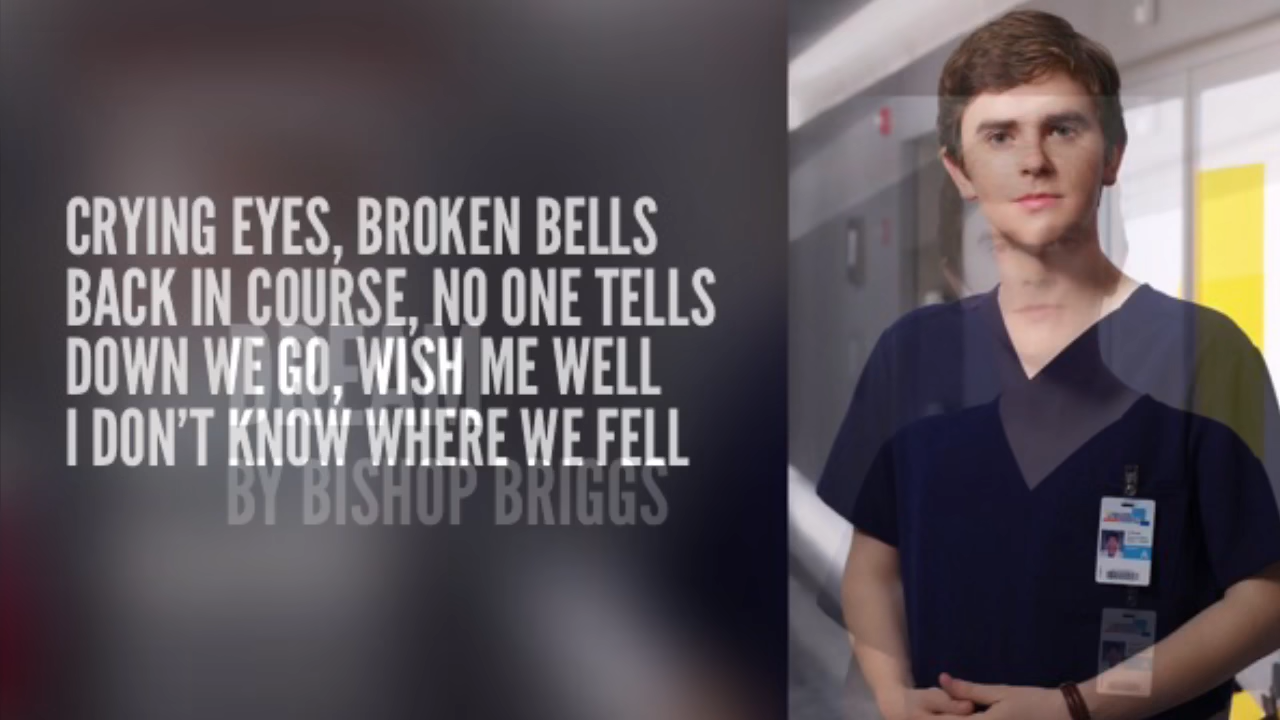 CRYING EYES, BROKEN BELLS
BACK IN COURSE, NO ONE TELLS
DOWN WE GO, WISH ME WELL
I DON'T KNOW WHERE WE FELL
DREAM
BY BISHOP BRIGGS